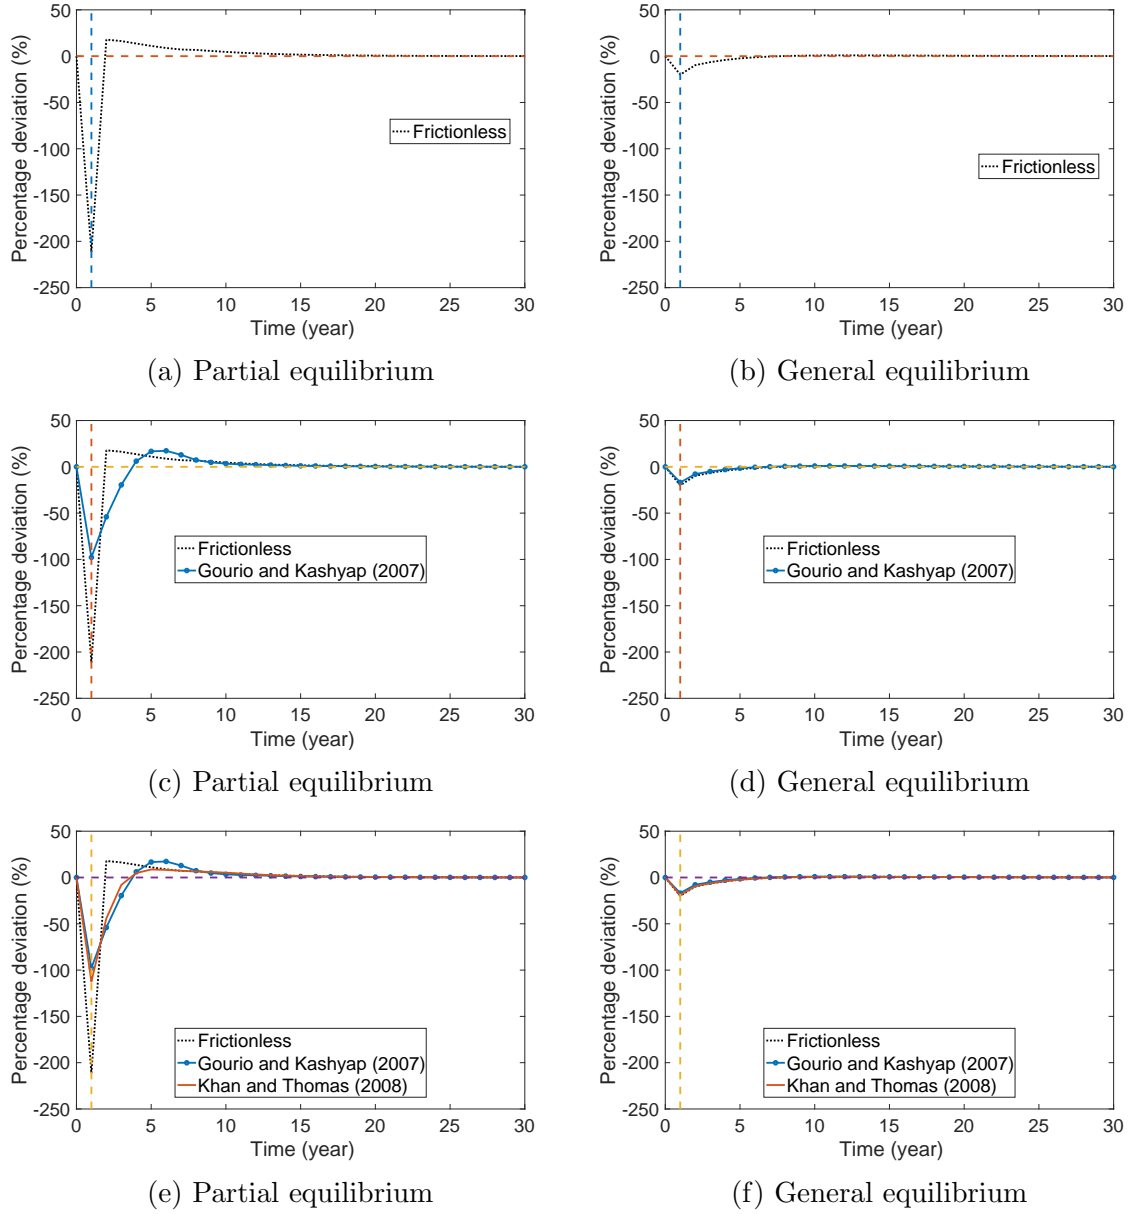 50
0
-50
-100
-150
-200
-250
Percentage deviation (%)
Frictionless
0 5 10 15 20 25 30
Time (year)
(a) Partial equilibrium
50
0
-50
-100
-150
-200
-250
Percentage deviation (%)
Frictionless
0 5 10 15 20 25 30
Time (year)
(b) General equilibrium
50
0
-50
-100
-150
-200
-250
Percentage deviation (%)
Frictionless
Gourio and Kashyap (2007)
0 5 10 15 20 25 30
Time (year)
(c) Partial equilibrium
50
0
-50
-100
-150
-200
-250
Percentage deviation (%)
Frictionless
Gourio and Kashyap (2007)
0 5 10 15 20 25 30
Time (year)
(d) General equilibrium
50
0
-50
-100
-150
-200
-250
Percentage deviation (%)
Frictionless
Gourio and Kashyap (2007)
Khan and Thomas (2008)
0 5 10 15 20 25 30
Time (year)
(e) Partial equilibrium
50
0
-50
-100
-150
-200
-250
Percentage deviation (%)
Frictionless
Gourio and Kashyap (2007)
Khan and Thomas (2008)
0 5 10 15 20 25 30
Time (year)
(f) General equilibrium